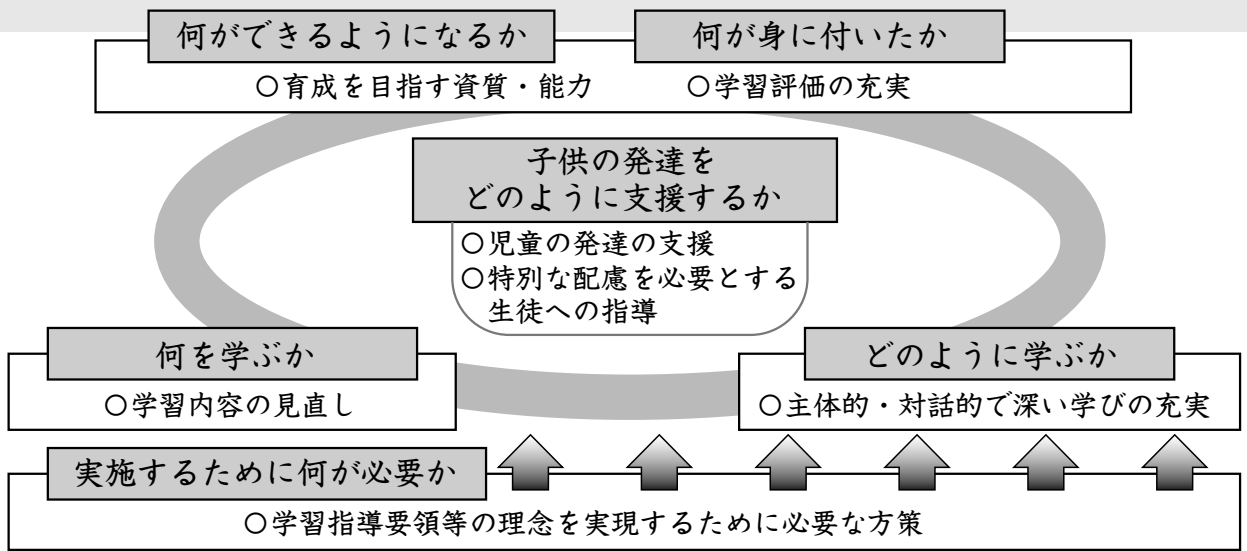 何ができるようになるか
何が身に付いたか
○育成を目指す資質・能力
○学習評価の充実
子供の発達を
どのように支援するか
○児童の発達の支援
○特別な配慮を必要とする
生徒への指導
何を学ぶか
○学習内容の見直し
どのように学ぶか
○主体的・対話的で深い学びの充実
実施するために何が必要か
○学習指導要領等の理念を実現するために必要な方策